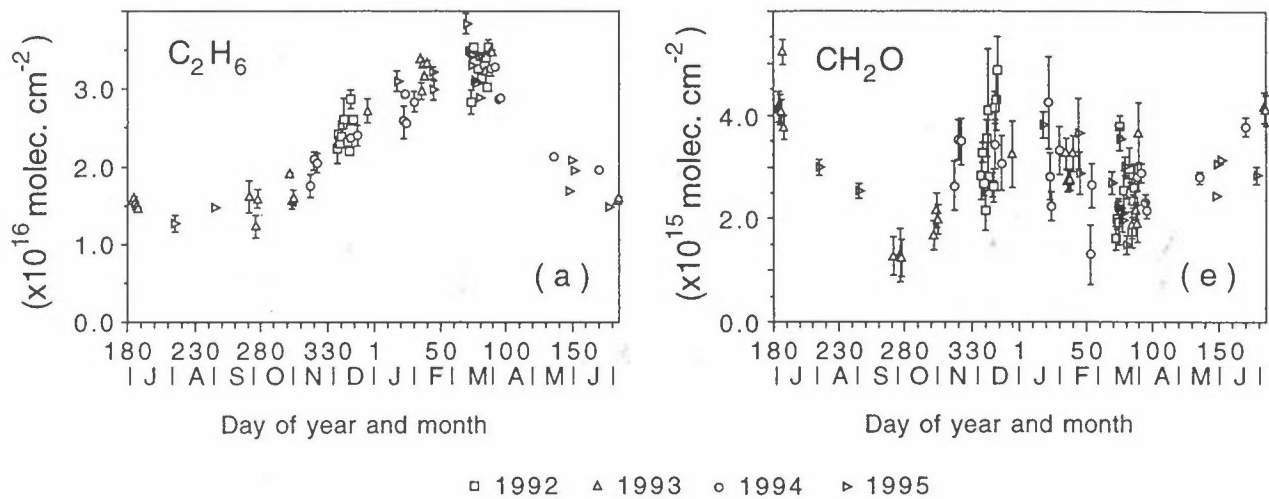 C2H6
(x10^16 molec. cm^-2)
3.0
2.0
1.0
0.0
(a)
180 230 280 330 1 50 100 150
|J|A|S|O|N|D|J|F|M|A|M|J|
Day of year and month
CH2O
(x10^15 molec. cm^-2)
4.0
2.0
0.0
(e)
180 230 280 330 1 50 100 150
|J|A|S|O|N|D|J|F|M|A|M|J|
Day of year and month
1992 1993 1994 1995